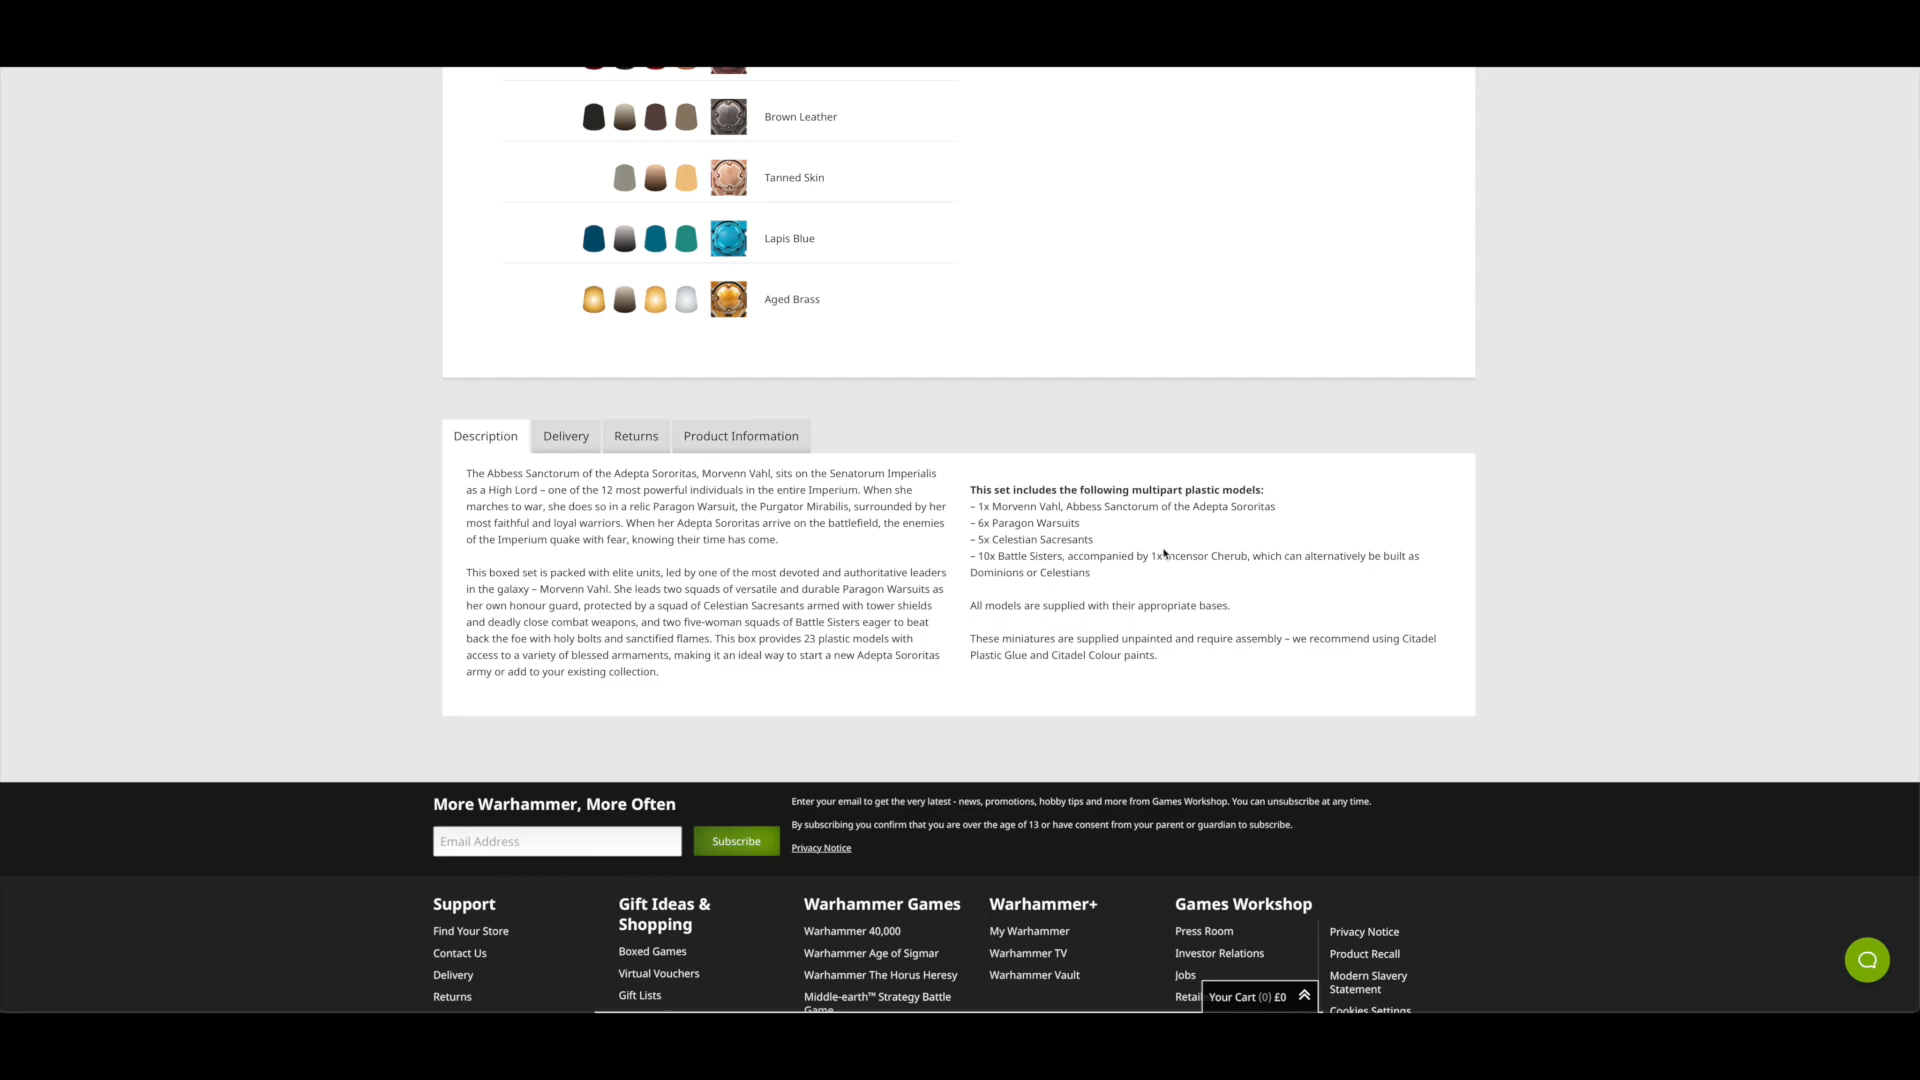 Brown Leather
Tanned Skin
Lapis Blue
Aged Brass
Description
Delivery
Returns
Product Information
The Abbess Sanctorum of the Adepta Sororitas, Morvenn Vahl, sits on the Senatorum Imperialis
as a High Lord – one of the 12 most powerful individuals in the entire Imperium. When she
marches to war, she does so in a relic Paragon Warsuit, the Purgator Mirabilis, surrounded by her
most faithful and loyal warriors. When her Adepta Sororitas arrive on the battlefield, the enemies
of the Imperium quake with fear, knowing their time has come.
This boxed set is packed with elite units, led by one of the most devoted and authoritative leaders
in the galaxy – Morvenn Vahl. She leads two squads of versatile and durable Paragon Warsuits as
her own honour guard, protected by a squad of Celestian Sacresants armed with tower shields
and deadly close combat weapons, and two five-woman squads of Battle Sisters eager to beat
back the foe with holy bolts and sanctified flames. This box provides 23 plastic models with
access to a variety of blessed armaments, making it an ideal way to start a new Adepta Sororitas
army or add to your existing collection.
This set includes the following multipart plastic models:
– 1x Morvenn Vahl, Abbess Sanctorum of the Adepta Sororitas
– 6x Paragon Warsuits
– 5x Celestian Sacresants
– 10x Battle Sisters, accompanied by 1x Incensor Cherub, which can alternatively be built as
Dominions or Celestians
All models are supplied with their appropriate bases.
These miniatures are supplied unpainted and require assembly – we recommend using Citadel
Plastic Glue and Citadel Colour paints.
More Warhammer, More Often
Email Address
Subscribe
Enter your email to get the very latest - news, promotions, hobby tips and more from Games Workshop. You can unsubscribe at any time.
By subscribing you confirm that you are over the age of 13 or have consent from your parent or guardian to subscribe.
Privacy Notice
Support
Find Your Store
Contact Us
Delivery
Returns
Gift Ideas &
Shopping
Boxed Games
Virtual Vouchers
Gift Lists
Warhammer Games
Warhammer 40,000
Warhammer Age of Sigmar
Warhammer The Horus Heresy
Middle-earth™ Strategy Battle
Game
Warhammer+
My Warhammer
Warhammer TV
Warhammer Vault
Games Workshop
Press Room
Investor Relations
Jobs
Retai
Privacy Notice
Product Recall
Modern Slavery
Statement
Cookies Settings
Your Cart (0) £0